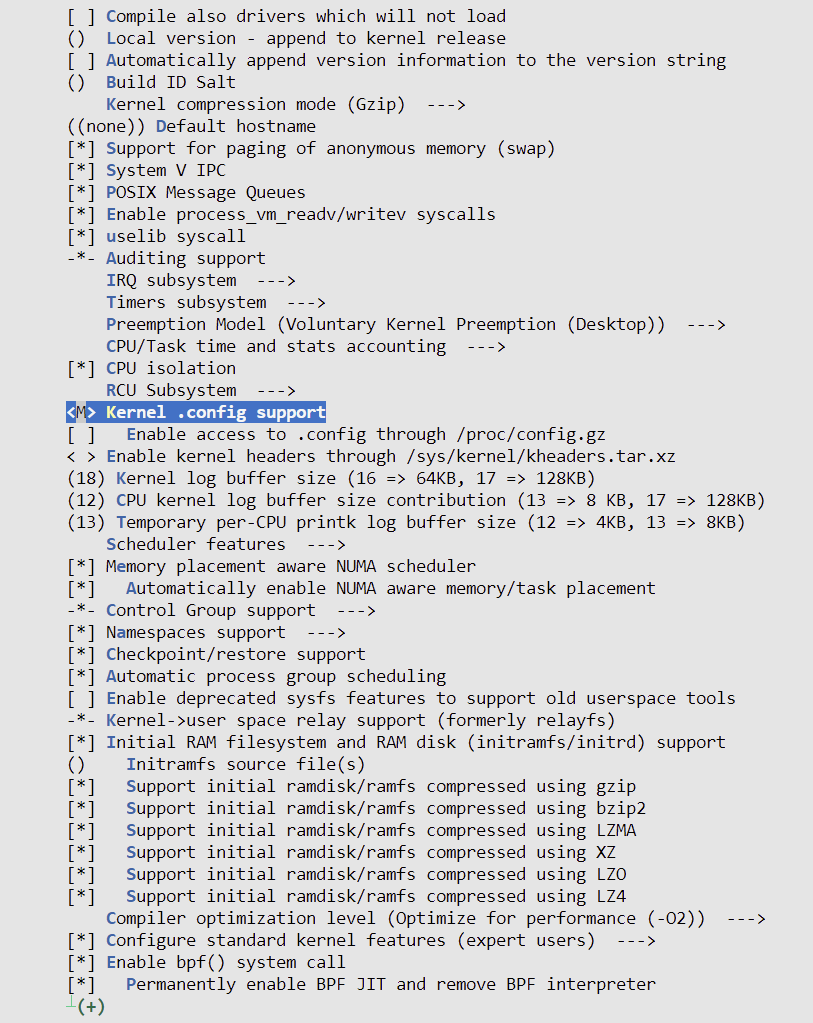 [ ] Compile also drivers which will not load
()  Local version - append to kernel release
[ ] Automatically append version information to the version string
()  Build ID Salt
    Kernel compression mode (Gzip)  --->
((none)) Default hostname
[*] Support for paging of anonymous memory (swap)
[*] System V IPC
[*] POSIX Message Queues
[*] Enable process_vm_readv/writev syscalls
[*] uselib syscall
-*- Auditing support
    IRQ subsystem  --->
    Timers subsystem  --->
    Preemption Model (Voluntary Kernel Preemption (Desktop))  --->
    CPU/Task time and stats accounting  --->
[*] CPU isolation
    RCU Subsystem  --->
<M> Kernel .config support
[ ]   Enable access to .config through /proc/config.gz
< > Enable kernel headers through /sys/kernel/kheaders.tar.xz
(18) Kernel log buffer size (16 => 64KB, 17 => 128KB)
(12) CPU kernel log buffer size contribution (13 => 8 KB, 17 => 128KB)
(13) Temporary per-CPU printk log buffer size (12 => 4KB, 13 => 8KB)
    Scheduler features  --->
[*] Memory placement aware NUMA scheduler
[*]   Automatically enable NUMA aware memory/task placement
-*- Control Group support  --->
[*] Namespaces support  --->
[*] Checkpoint/restore support
[*] Automatic process group scheduling
[ ] Enable deprecated sysfs features to support old userspace tools
-*- Kernel->user space relay support (formerly relayfs)
[*] Initial RAM filesystem and RAM disk (initramfs/initrd) support
()    Initramfs source file(s)
[*]   Support initial ramdisk/ramfs compressed using gzip
[*]   Support initial ramdisk/ramfs compressed using bzip2
[*]   Support initial ramdisk/ramfs compressed using LZMA
[*]   Support initial ramdisk/ramfs compressed using XZ
[*]   Support initial ramdisk/ramfs compressed using LZO
[*]   Support initial ramdisk/ramfs compressed using LZ4
    Compiler optimization level (Optimize for performance (-O2))  --->
[*] Configure standard kernel features (expert users)  --->
[*] Enable bpf() system call
[*]   Permanently enable BPF JIT and remove BPF interpreter
┴(+)